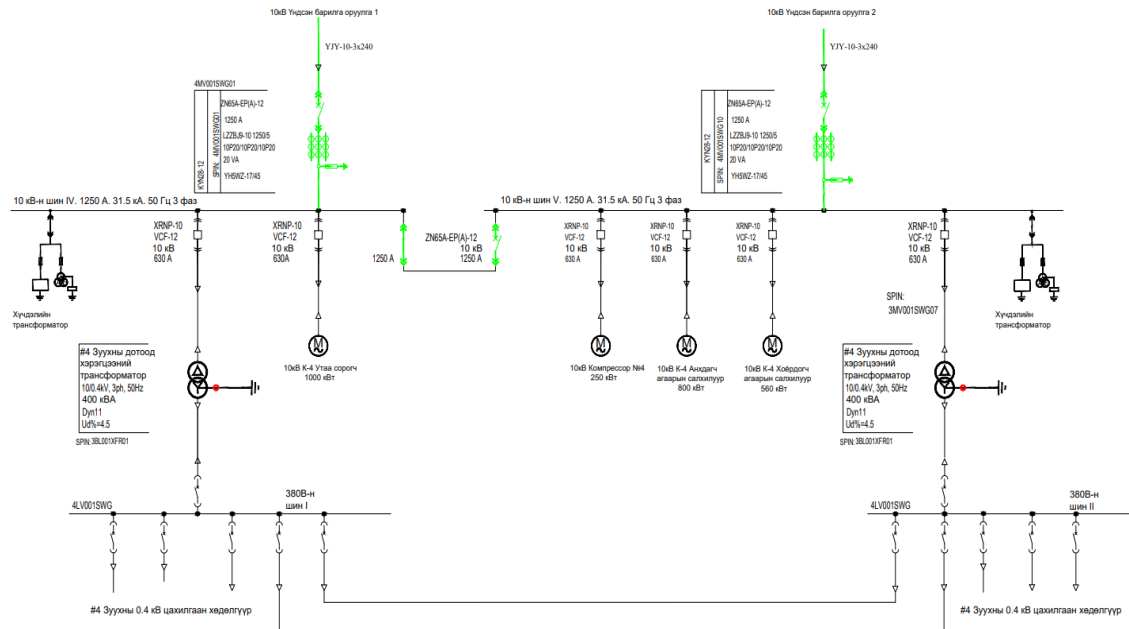 10кВ Үндсэн барилга оруулга 1
10кВ Үндсэн барилга оруулга 2
YJY-10-3x240
YJY-10-3x240
4MV001SWG01
KYN28-12
SPIN: 4MV001SWG01
ZN65A-EP(A)-12
1250 A
LZZBJ9-10 1250/5
10P20/10P20/10P20
20 VA
YH5WZ-17/45
KYN28-12
SPIN: 4MV001SWG10
ZN65A-EP(A)-12
1250 A
LZZBJ9-10 1250/5
10P20/10P20/10P20
20 VA
YH5WZ-17/45
10 кВ-н шин IV. 1250 А. 31.5 кА. 50 Гц 3 фаз
10 кВ-н шин V. 1250 А. 31.5 кА. 50 Гц 3 фаз
XRNP-10
VCF-12
10 кВ
630 А
XRNP-10
VCF-12
10 кВ
630А
1250 А
ZN65A-EP(A)-12
10 кВ
1250 А
XRNP-10
VCF-12
10 кВ
630 А
XRNP-10
VCF-12
10 кВ
630 А
XRNP-10
VCF-12
10 кВ
630 А
XRNP-10
VCF-12
10 кВ
630 А
SPIN:
3MV001SWG07
Хүчдэлийн
трансформатор
Хүчдэлийн
трансформатор
M
M
M
M
10кВ К-4 Утаа сорогч
1000 кВт
10кВ Компрессор №4
250 кВт
10кВ К-4 Анхдагч
агаарын салхилуур
800 кВт
10кВ К-4 Хоёрдогч
агаарын салхилуур
560 кВт
#4 Зуухны дотоод
хэрэгцээний
трансформатор
10/0.4kV, 3ph, 50Hz
400 кВА
Dyn11
Ud%=4.5
SPIN: 3BL001XFR01
#4 Зуухны дотоод
хэрэгцээний
трансформатор
10/0.4kV, 3ph, 50Hz
400 кВА
Dyn11
Ud%=4.5
SPIN:3BL001XFR01
4LV001SWG
380В-н
шин I
4LV001SWG
380В-н
шин II
#4 Зуухны 0.4 кВ цахилгаан хөдөлгүүр
#4 Зуухны 0.4 кВ цахилгаан хөдөлгүүр